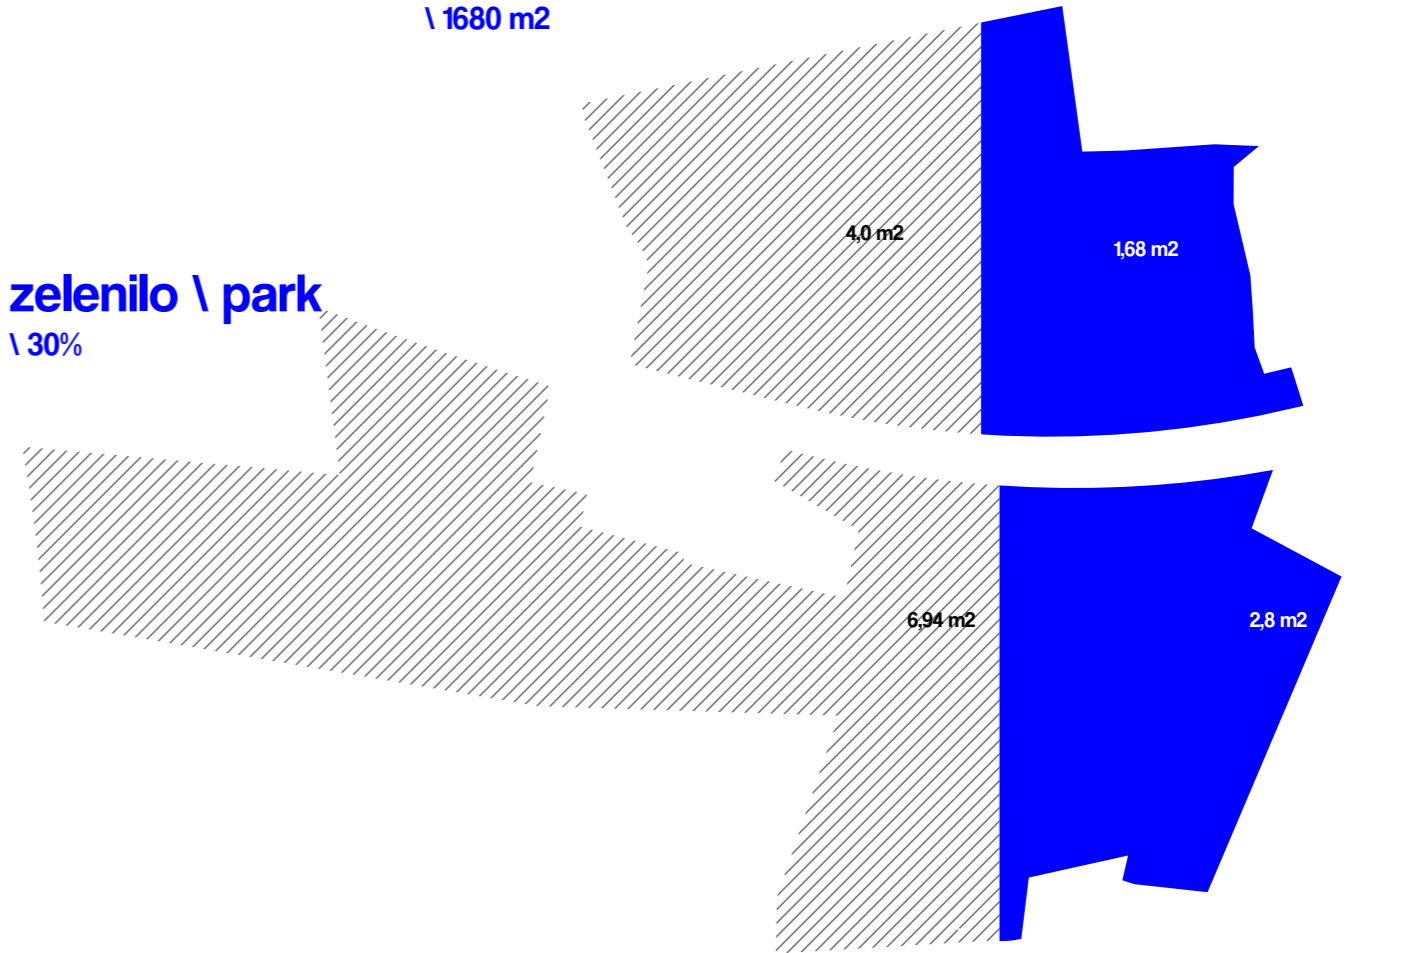 \ 1680 m2
4,0 m2
1,68 m2
zelenilo \ park
\ 30%
6,94 m2
2,8 m2